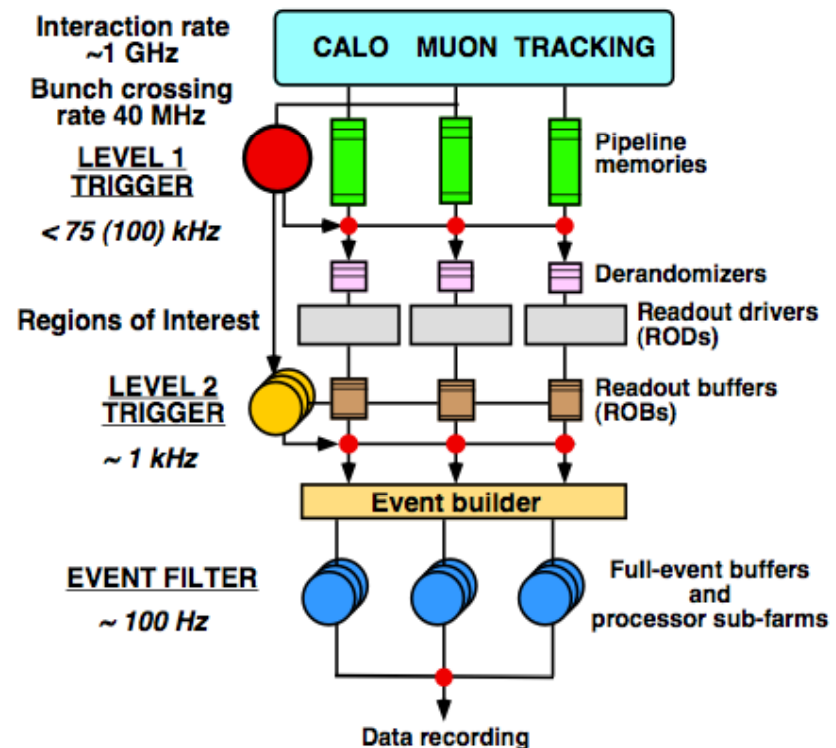 Interaction rate
~1 GHz
CALO MUON TRACKING
Bunch crossing
rate 40 MHz
LEVEL 1
TRIGGER
< 75 (100) kHz
Pipeline
memories
Derandomizers
Regions of Interest
Readout drivers
(RODs)
LEVEL 2
TRIGGER
~ 1 kHz
Readout buffers
(ROBs)
Event builder
EVENT FILTER
~ 100 Hz
Full-event buffers
and
processor sub-farms
Data recording